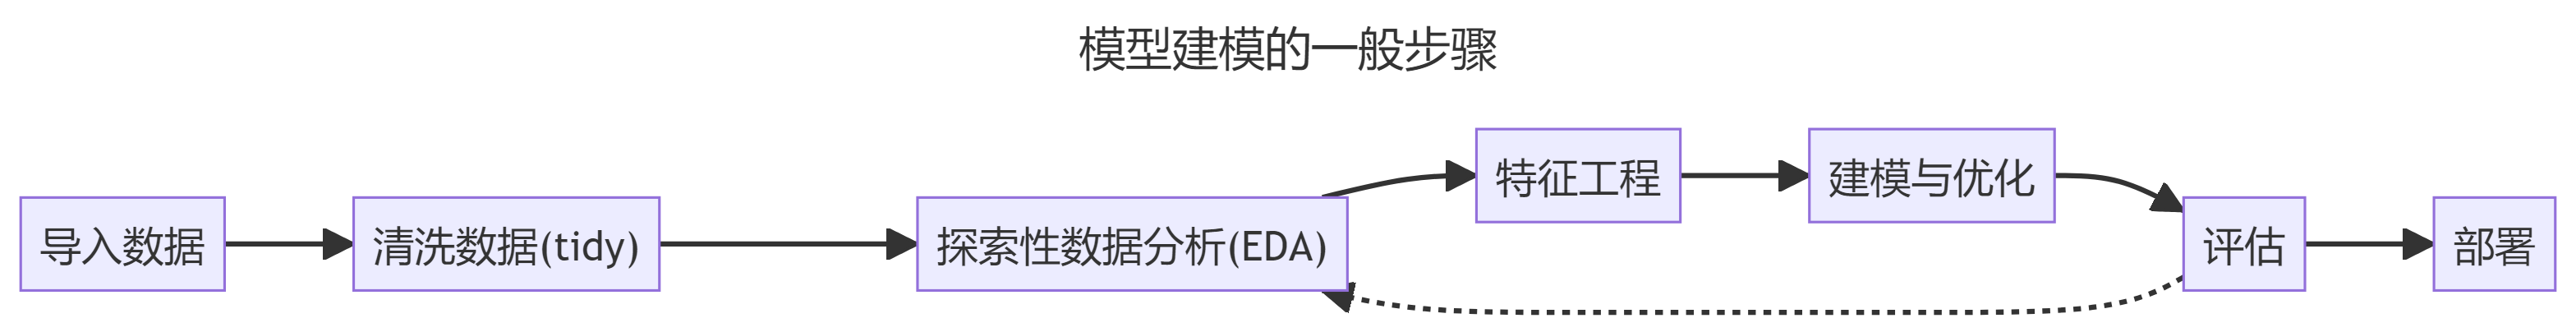 模型建模的一般步骤
导入数据
清洗数据(tidy)
探索性数据分析(EDA)
特征工程
建模与优化
评估
部署